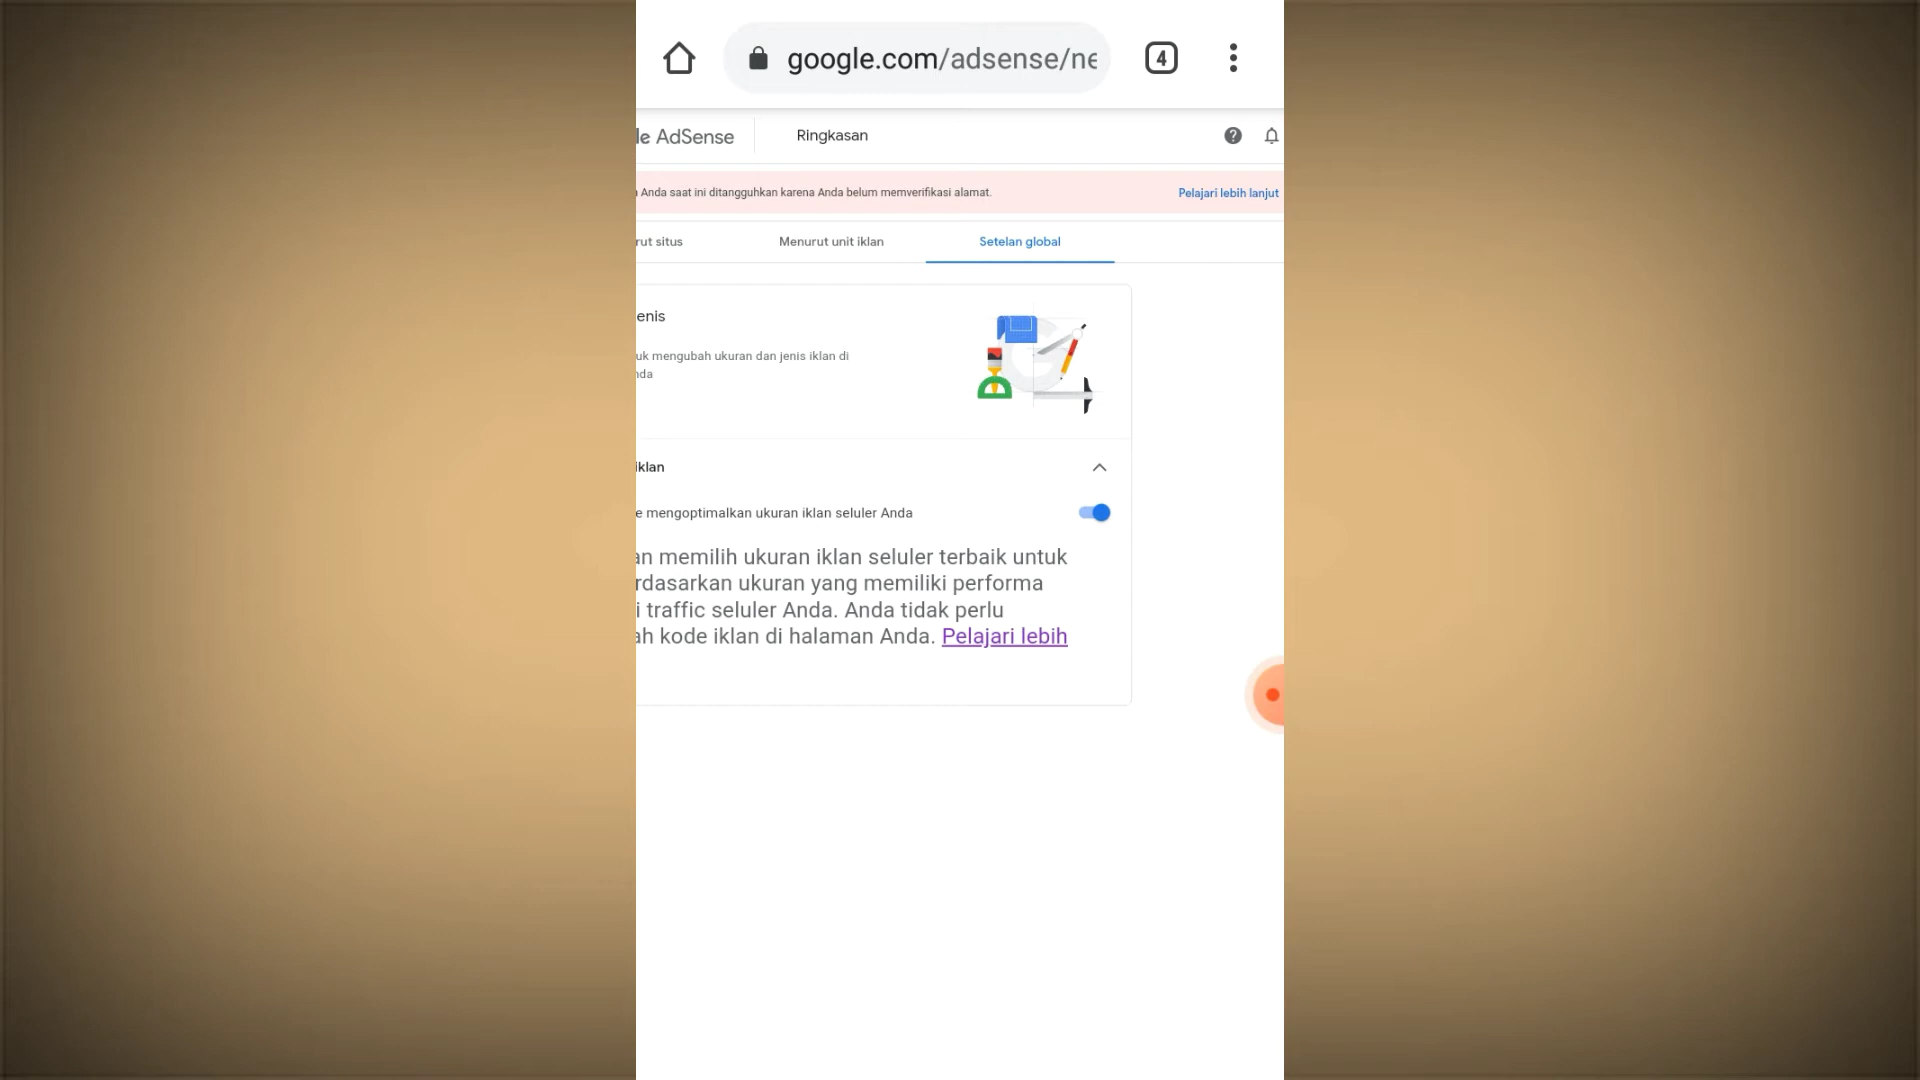 google.com/adsense/ne
4
le AdSense
Ringkasan
Anda saat ini ditangguhkan karena Anda belum memverifikasi alamat.
Pelajari lebih lanjut
rut situs
Menurut unit iklan
Setelan global
enis
uk mengubah ukuran dan jenis iklan di
nda
iklan
e mengoptimalkan ukuran iklan seluler Anda
an memilih ukuran iklan seluler terbaik untuk
rdasarkan ukuran yang memiliki performa
i traffic seluler Anda. Anda tidak perlu
ah kode iklan di halaman Anda. Pelajari lebih